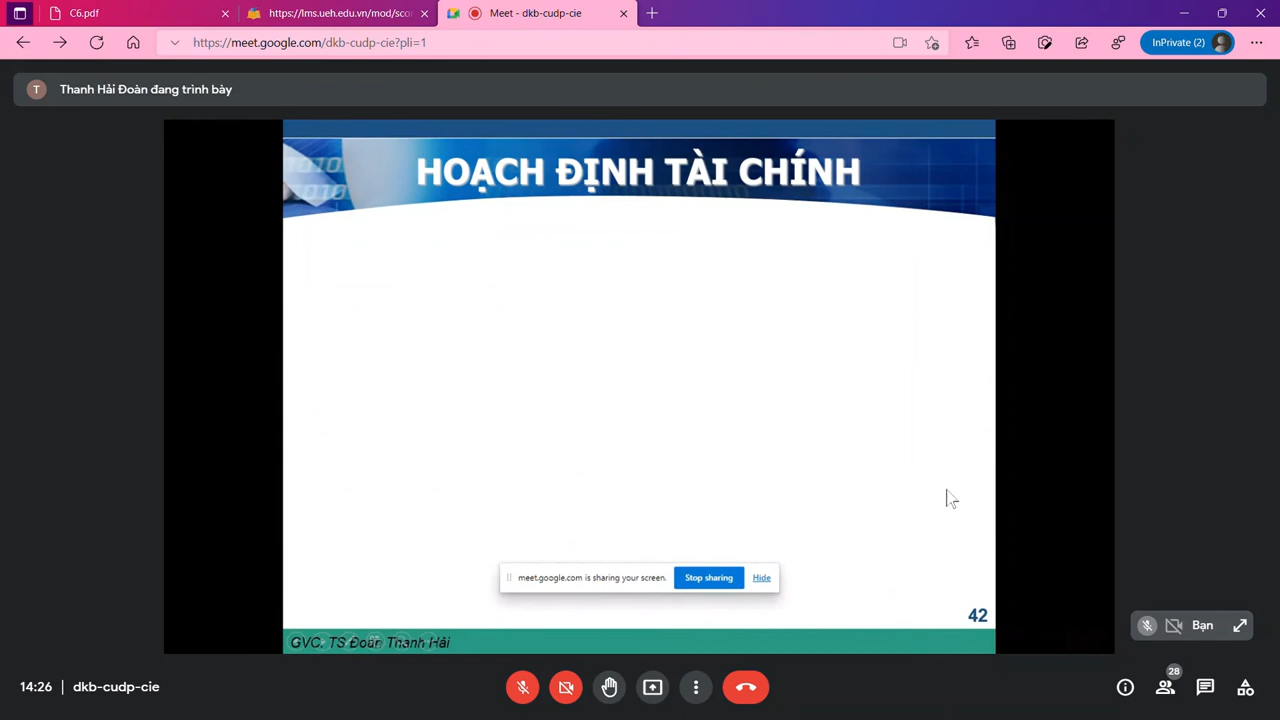 C6.pdf
https://lms.ueh.edu.vn/mod/sco
Meet - dkb-cudp-cie
https://meet.google.com/dkb-cudp-cie?pli=1
InPrivate (2)
T
Thanh Hải Đoàn đang trình bày
HOẠCH ĐỊNH TÀI CHÍNH
meet.google.com is sharing your screen.
Stop sharing
Hide
42
GVC. TS Đoàn Thanh Hải
Bạn
14:26
dkb-cudp-cie
28